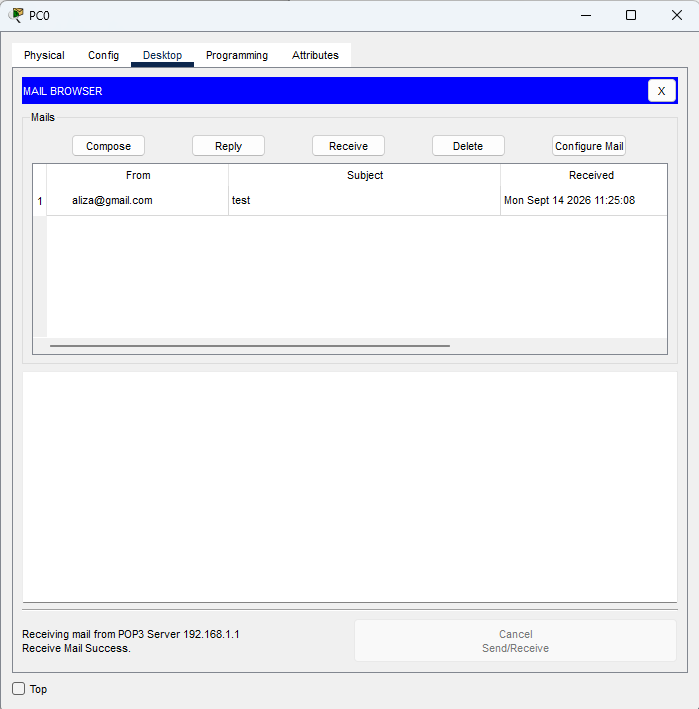 PC0
Physical Config Desktop Programming Attributes
MAIL BROWSER X
Mails
Compose Reply Receive Delete Configure Mail
From Subject Received
1 aliza@gmail.com test Mon Sept 14 2026 11:25:08
Receiving mail from POP3 Server 192.168.1.1
Receive Mail Success.
Cancel
Send/Receive
Top